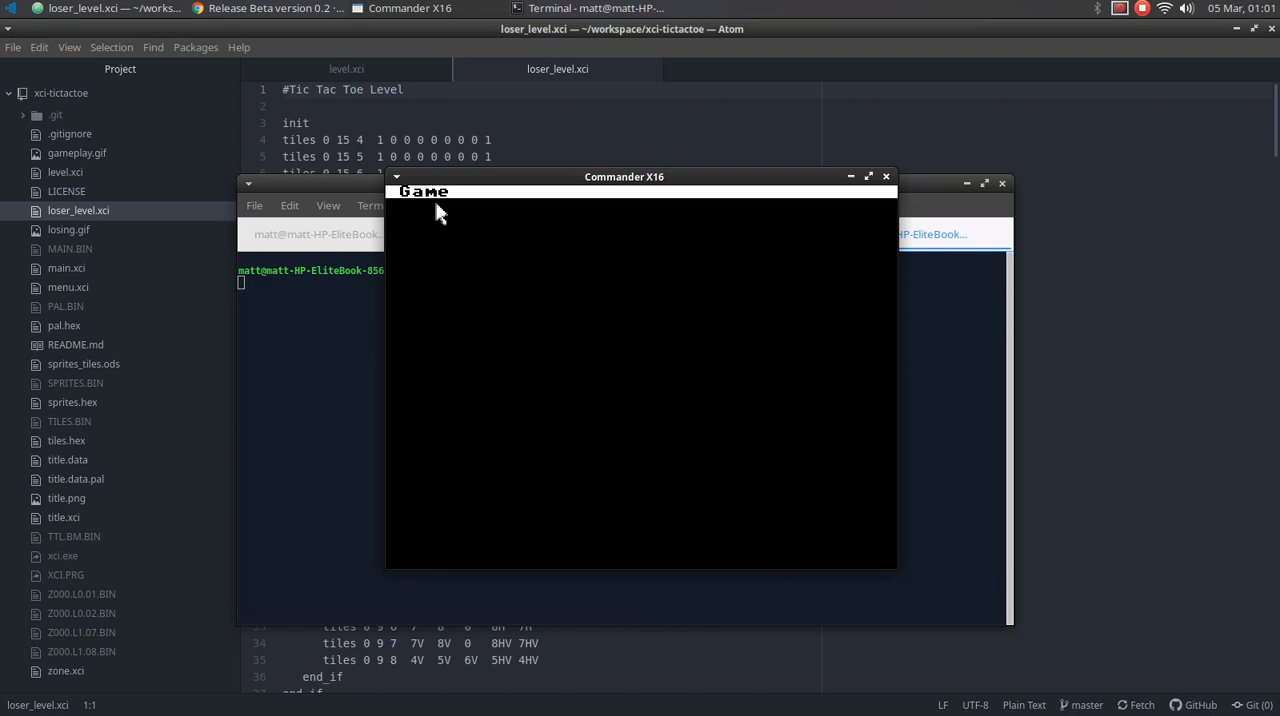 loser_level.xci — ~/works...
Release Beta version 0.2 ·...
Commander X16
Terminal - matt@matt-HP-...
05 Mar, 01:01
loser_level.xci — ~/workspace/xci-tictactoe — Atom
File Edit View Selection Find Packages Help
Project
level.xci
loser_level.xci
xci-tictactoe
.git
.gitignore
gameplay.gif
level.xci
LICENSE
loser_level.xci
losing.gif
MAIN.BIN
main.xci
menu.xci
PAL.BIN
pal.hex
README.md
sprites_tiles.ods
SPRITES.BIN
sprites.hex
TILES.BIN
tiles.hex
title.data
title.data.pal
title.png
title.xci
TTL.BM.BIN
xci.exe
XCI.PRG
Z000.L0.01.BIN
Z000.L0.02.BIN
Z000.L1.07.BIN
Z000.L1.08.BIN
zone.xci
1 #Tic Tac Toe Level
2
3 init
4 tiles 0 15 4 1 0 0 0 0 0 0 0 1
5 tiles 0 15 5 1 0 0 0 0 0 0 0 1
File Edit View Term
matt@matt-HP-EliteBook...
HP-EliteBook...
matt@matt-HP-EliteBook-856
Commander X16
Game
34 tiles 0 9 7 7V 8V 0 8HV 7HV
35 tiles 0 9 8 4V 5V 6V 5HV 4HV
36 end_if
loser_level.xci 1:1
LF UTF-8 Plain Text master Fetch GitHub Git (0)